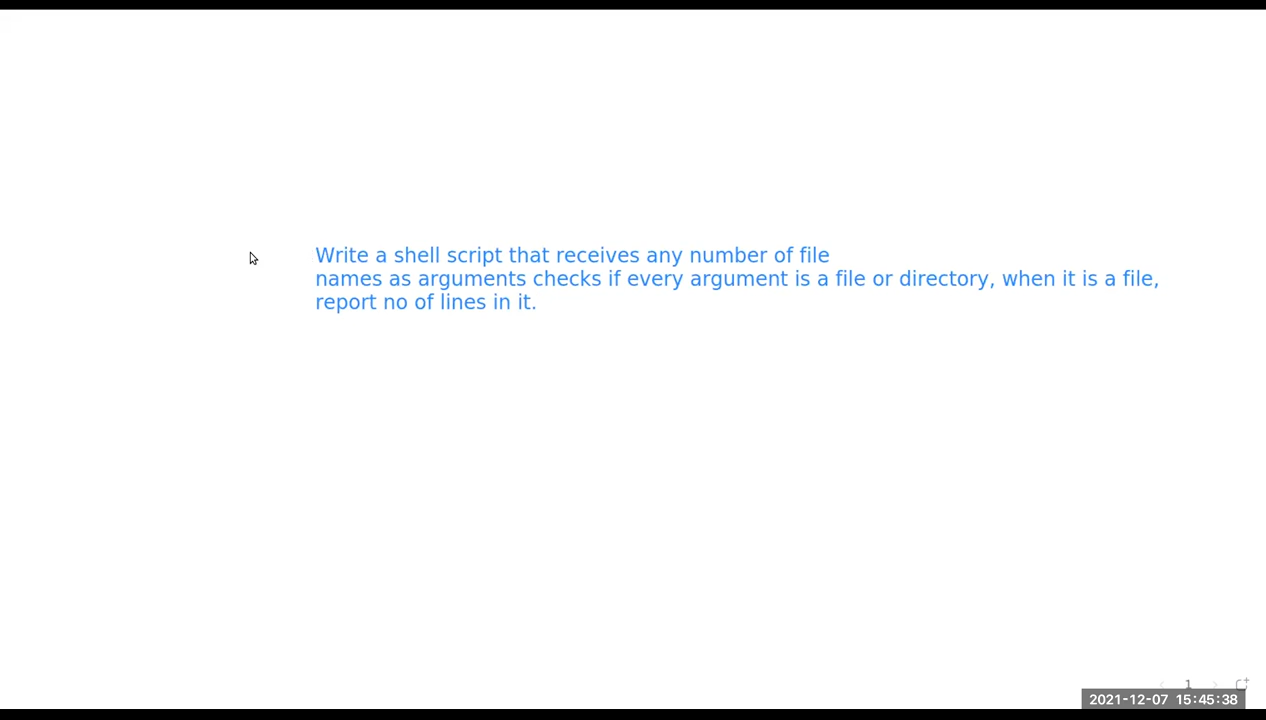 Write a shell script that receives any number of file
names as arguments checks if every argument is a file or directory, when it is a file,
report no of lines in it.
1
2021-12-07 15:45:38